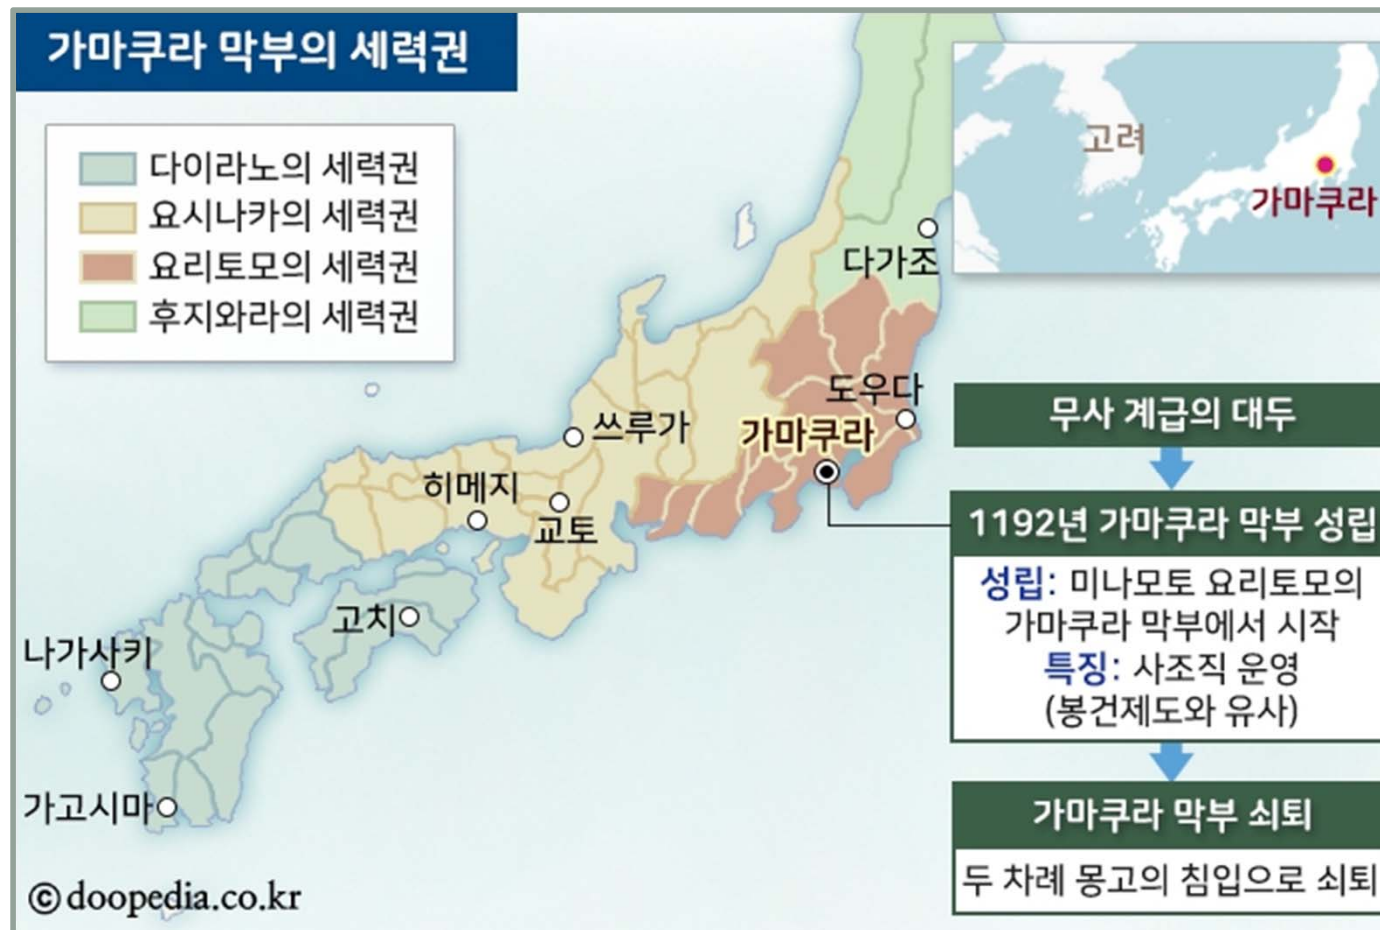 가마쿠라 막부의 세력권
다이라노의 세력권
요시나카의 세력권
요리토모의 세력권
후지와라의 세력권
고려
가마쿠라
다가조
도우다
쓰루가
가마쿠라
히메지
교토
고치
나가사키
가고시마
무사 계급의 대두
1192년 가마쿠라 막부 성립
성립: 미나모토 요리토모의
가마쿠라 막부에서 시작
특징: 사조직 운영
(봉건제도와 유사)
가마쿠라 막부 쇠퇴
두 차례 몽고의 침입으로 쇠퇴
©doopedia.co.kr